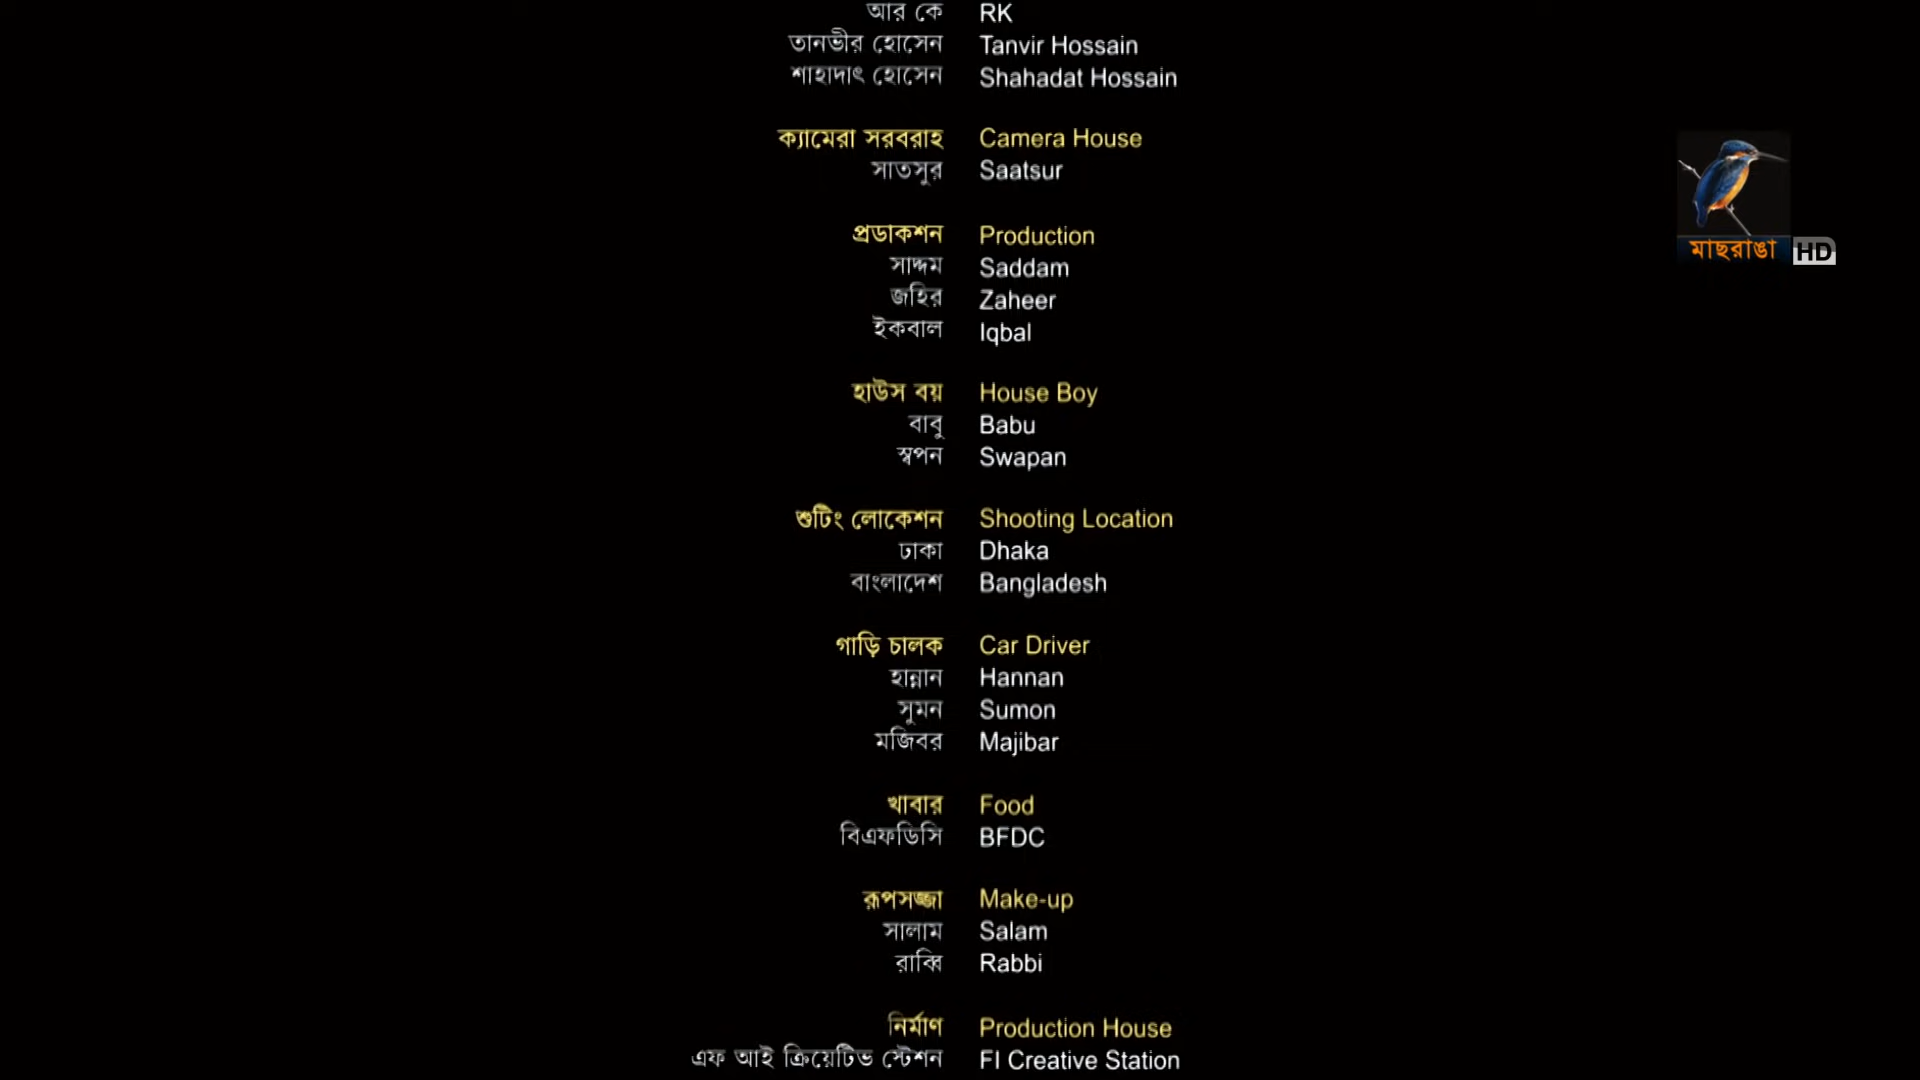 আর কে RK
তানভীর হোসেন Tanvir Hossain
শাহাদাৎ হোসেন Shahadat Hossain
ক্যামেরা সরবরাহ Camera House
সাতসুর Saatsur
প্রডাকশন Production
সাদ্দম Saddam
জহির Zaheer
ইকবাল Iqbal
হাউস বয় House Boy
বাবু Babu
স্বপন Swapan
শুটিং লোকেশন Shooting Location
ঢাকা Dhaka
বাংলাদেশ Bangladesh
গাড়ি চালক Car Driver
হান্নান Hannan
সুমন Sumon
মজিবর Majibar
খাবার Food
বিএফডিসি BFDC
রূপসজ্জা Make-up
সালাম Salam
রাব্বি Rabbi
নির্মাণ Production House
এফ আই ক্রিয়েটিভ স্টেশন FI Creative Station
মাছরাঙা HD